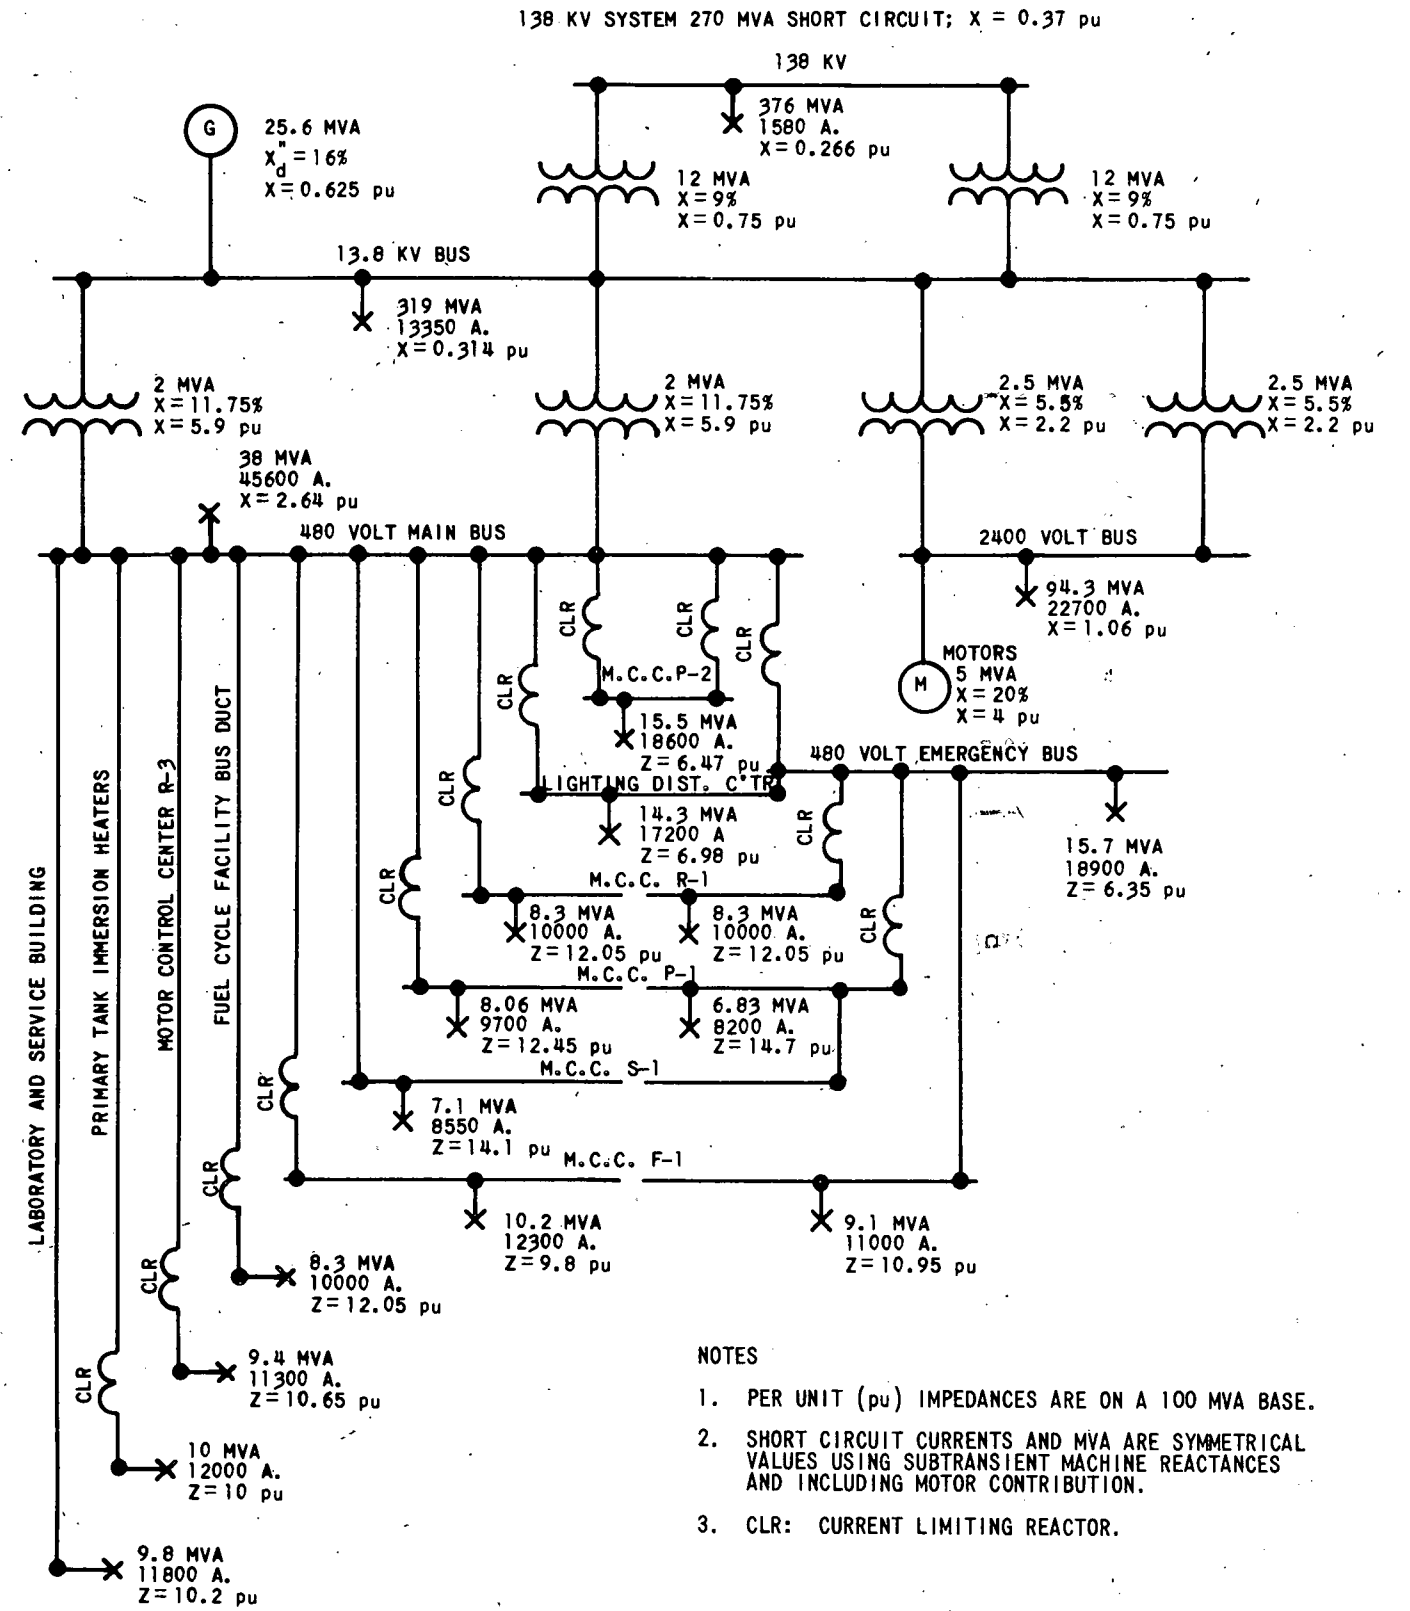 138 KV SYSTEM 270 MVA SHORT CIRCUIT; X = 0.37 pu
138 KV
376 MVA
1580 A.
X=0.266 pu
G
25.6 MVA
X"d = 16%
X=0.625 pu
12 MVA
X=9%
X=0.75 pu
12 MVA
X=9%
X=0.75 pu
13.8 KV BUS
319 MVA
13350 A.
X=0.314 pu
2 MVA
X=11.75%
X=5.9 pu
2 MVA
X=11.75%
X=5.9 pu
2.5 MVA
X=5.5%
X=2.2 pu
2.5 MVA
X=5.5%
X=2.2 pu
38 MVA
45600 A.
X=2.64 pu
480 VOLT MAIN BUS
2400 VOLT BUS
94.3 MVA
22700 A.
X=1.06 pu
MOTORS
M
5 MVA
X=20%
X=4 pu
CLR
CLR
CLR
CLR
M.C.C.P-2
15.5 MVA
18600 A.
Z=6.47 pu
480 VOLT EMERGENCY BUS
15.7 MVA
18900 A.
Z=6.35 pu
LIGHTING DIST. C'TR
14.3 MVA
17200 A
Z=6.98 pu
CLR
CLR
M.C.C. R-1
8.3 MVA
10000 A.
Z=12.05 pu
8.3 MVA
10000 A.
Z=12.05 pu
CLR
CLR
M.C.C. P-1
8.06 MVA
9700 A.
Z=12.45 pu
6.83 MVA
8200 A.
Z=14.7 pu
M.C.C. S-1
7.1 MVA
8550 A.
Z=14.1 pu
CLR
M.C.C. F-1
10.2 MVA
12300 A.
Z=9.8 pu
9.1 MVA
11000 A.
Z=10.95 pu
FUEL CYCLE FACILITY BUS DUCT
CLR
8.3 MVA
10000 A.
Z=12.05 pu
MOTOR CONTROL CENTER R-3
CLR
9.4 MVA
11300 A.
Z=10.65 pu
PRIMARY TANK IMMERSION HEATERS
CLR
10 MVA
12000 A.
Z=10 pu
LABORATORY AND SERVICE BUILDING
9.8 MVA
11800 A.
Z=10.2 pu
NOTES
1. PER UNIT (pu) IMPEDANCES ARE ON A 100 MVA BASE.
2. SHORT CIRCUIT CURRENTS AND MVA ARE SYMMETRICAL
VALUES USING SUBTRANSIENT MACHINE REACTANCES
AND INCLUDING MOTOR CONTRIBUTION.
3. CLR: CURRENT LIMITING REACTOR.